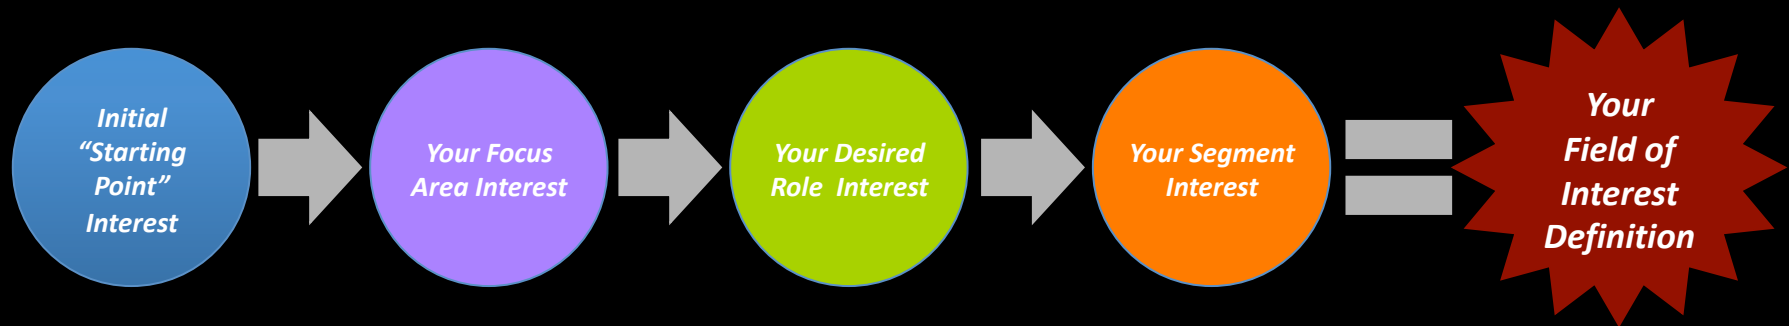 Initial
“Starting
Point”
Interest
Your Focus
Area Interest
Your Desired
Role Interest
Your Segment
Interest
Your
Field of
Interest
Definition